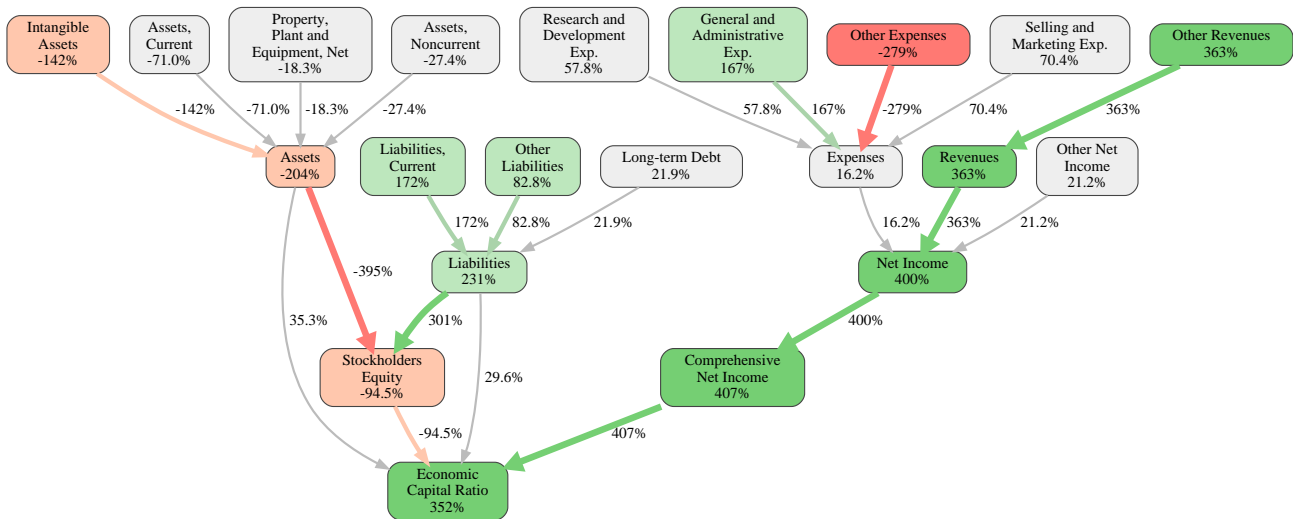 Intangible
Assets
-142%
Assets,
Current
-71.0%
Property,
Plant and
Equipment, Net
-18.3%
Assets,
Noncurrent
-27.4%
Research and
Development
Exp.
57.8%
General and
Administrative
Exp.
167%
Other Expenses
-279%
Selling and
Marketing Exp.
70.4%
Other Revenues
363%
-142%
-71.0%
-18.3%
-27.4%
57.8%
167%
-279%
70.4%
363%
Assets
-204%
Liabilities,
Current
172%
Other
Liabilities
82.8%
Long-term Debt
21.9%
Expenses
16.2%
Revenues
363%
Other Net
Income
21.2%
172%
82.8%
21.9%
16.2%
363%
21.2%
-395%
Liabilities
231%
Net Income
400%
35.3%
301%
400%
Stockholders
Equity
-94.5%
29.6%
Comprehensive
Net Income
407%
-94.5%
407%
Economic
Capital Ratio
352%